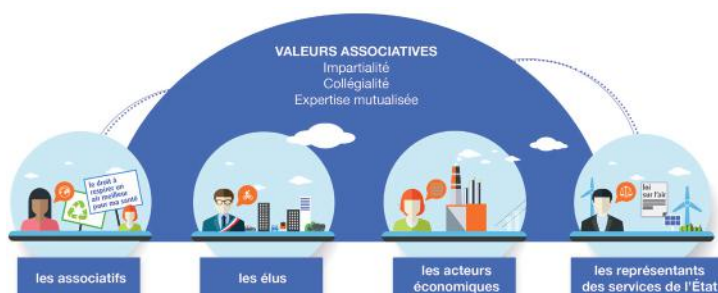 VALEURS ASSOCIATIVES
Impartialité
Collégialité
Expertise mutualisée
le droit à
respirer un
air meilleur
pour ma santé
loi
sur l'air
les associatifs
les élus
les acteurs
économiques
les représentants
des services de l'État